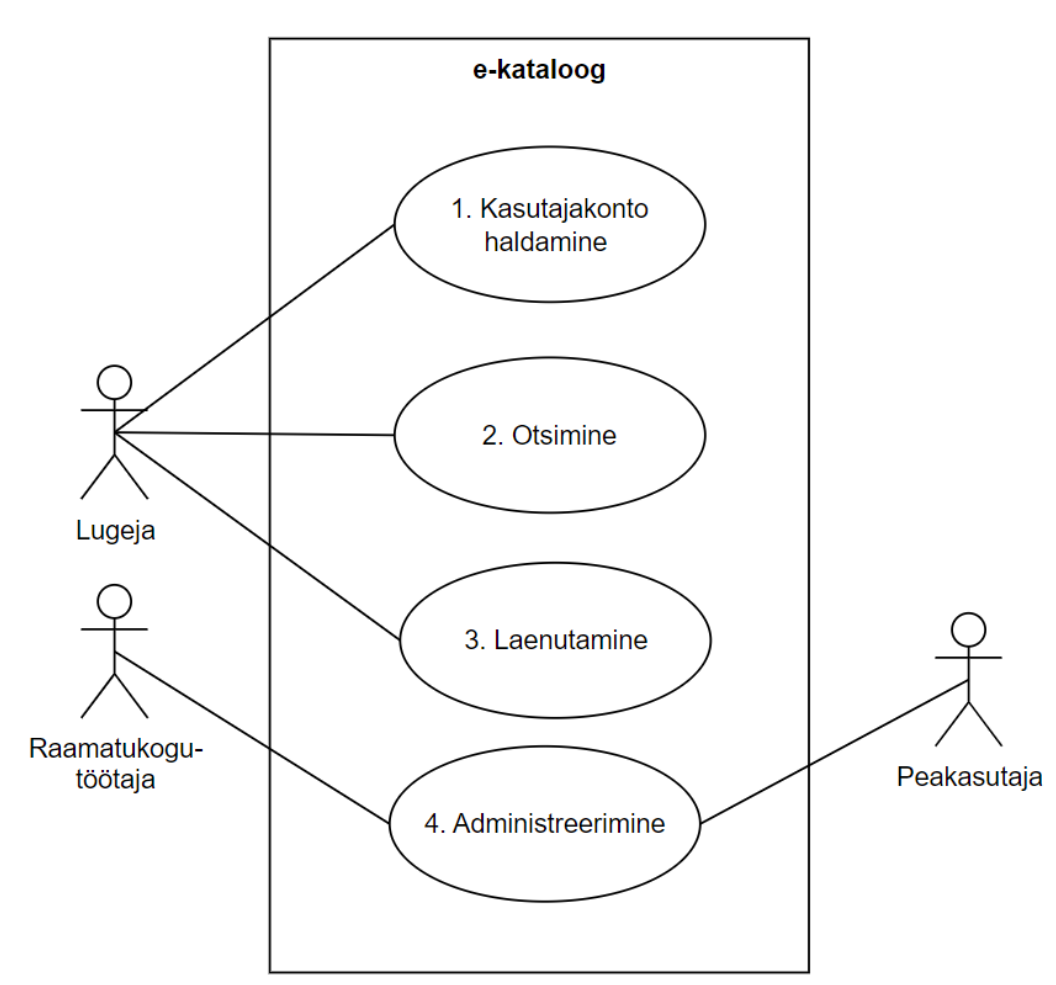 e-kataloog
1. Kasutajakonto
haldamine
2. Otsimine
Lugeja
3. Laenutamine
Raamatukogu-
töötaja
Peakasutaja
4. Administreerimine